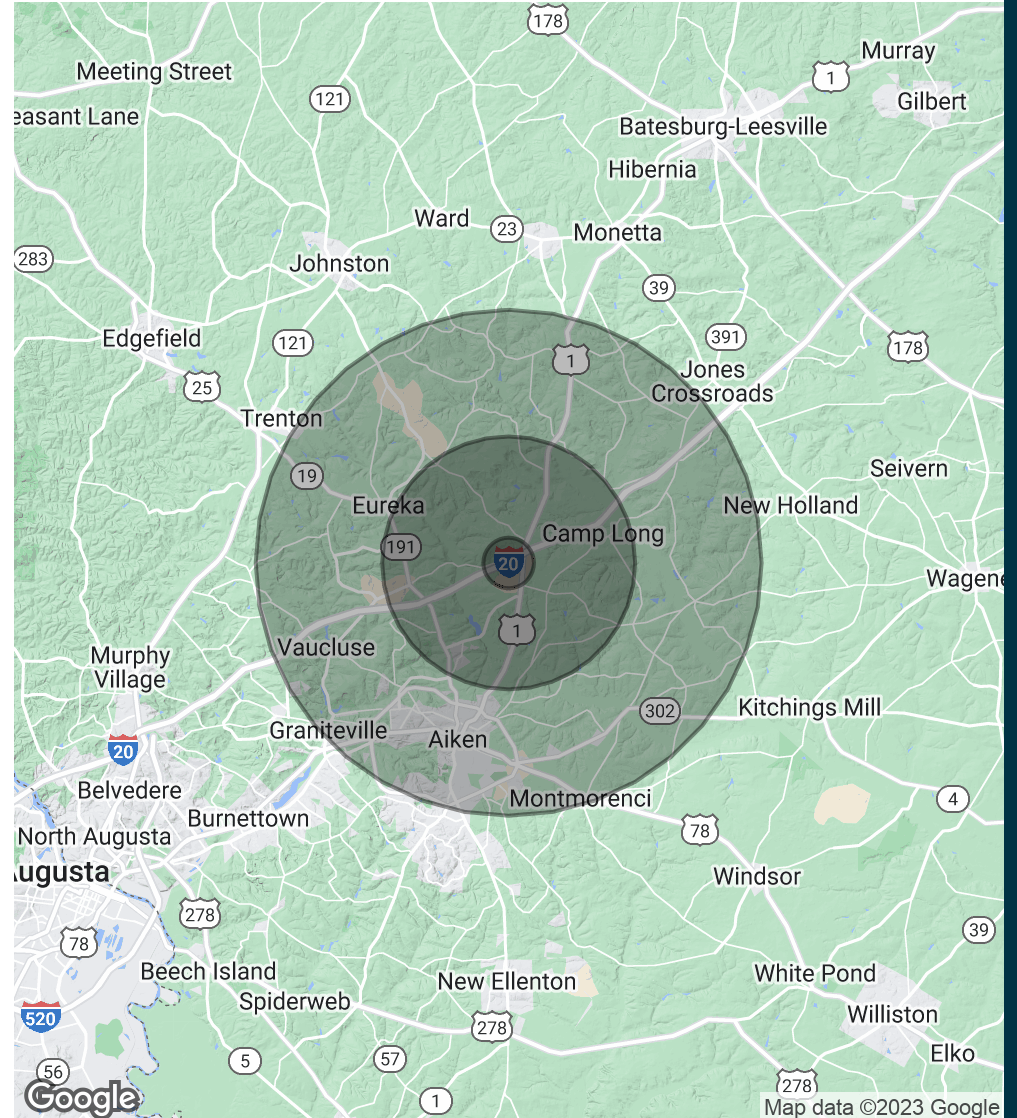 178
Murray
Meeting Street
1
121
Gilbert
easant Lane
Batesburg-Leesville
Hibernia
Ward
23
Monetta
283
Johnston
39
Edgefield
121
391
178
1
Jones
Crossroads
25
Trenton
19
Seivern
Eureka
New Holland
Camp Long
191
20
Wagene
1
Vaucluse
Murphy
Village
302
Kitchings Mill
Graniteville
Aiken
20
Belvedere
Montmorenci
4
Burnettown
78
North Augusta
Augusta
Windsor
278
39
78
Beech Island
New Ellenton
White Pond
Spiderweb
520
278
Williston
Elko
5
57
56
278
1
Google
Map data ©2023 Google